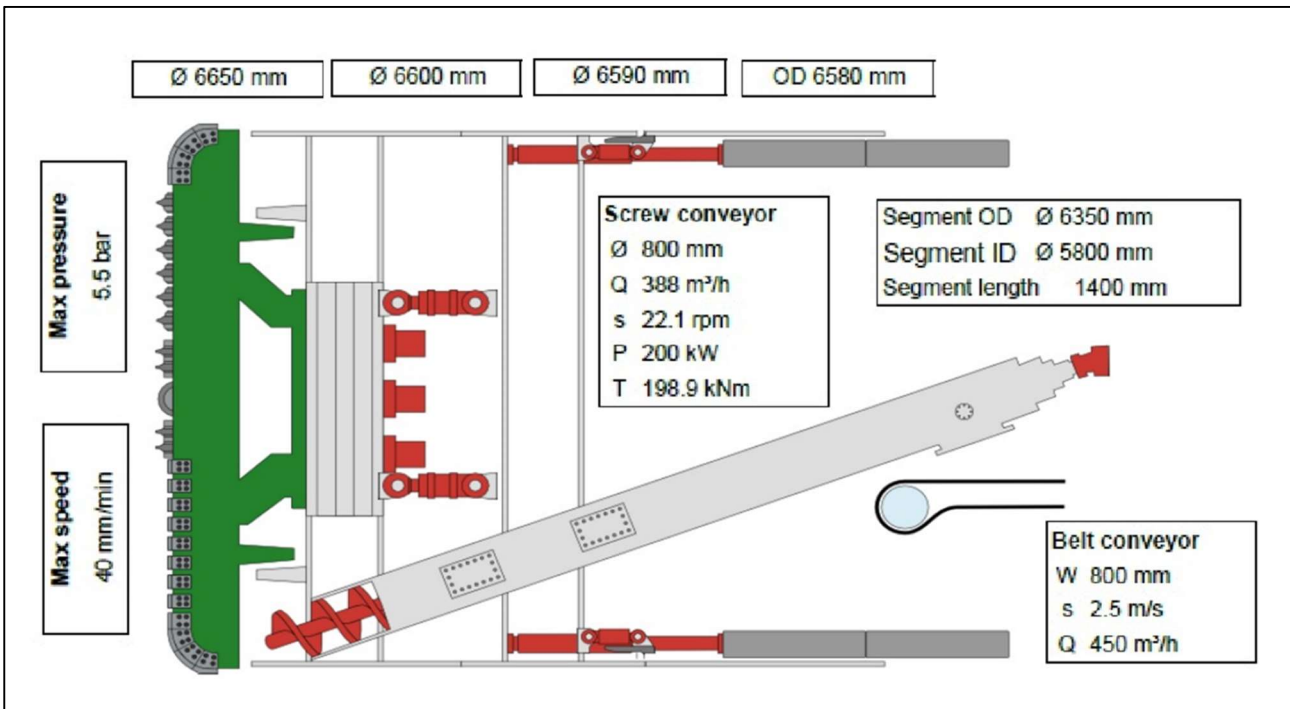 Ø 6650 mm
Ø 6600 mm
Ø 6590 mm
OD 6580 mm
Max pressure
5.5 bar
Max speed
40 mm/min
Screw conveyor
Ø 800 mm
Q 388 m³/h
s 22.1 rpm
P 200 kW
T 198.9 kNm
Segment OD Ø 6350 mm
Segment ID Ø 5800 mm
Segment length 1400 mm
Belt conveyor
W 800 mm
s 2.5 m/s
Q 450 m³/h